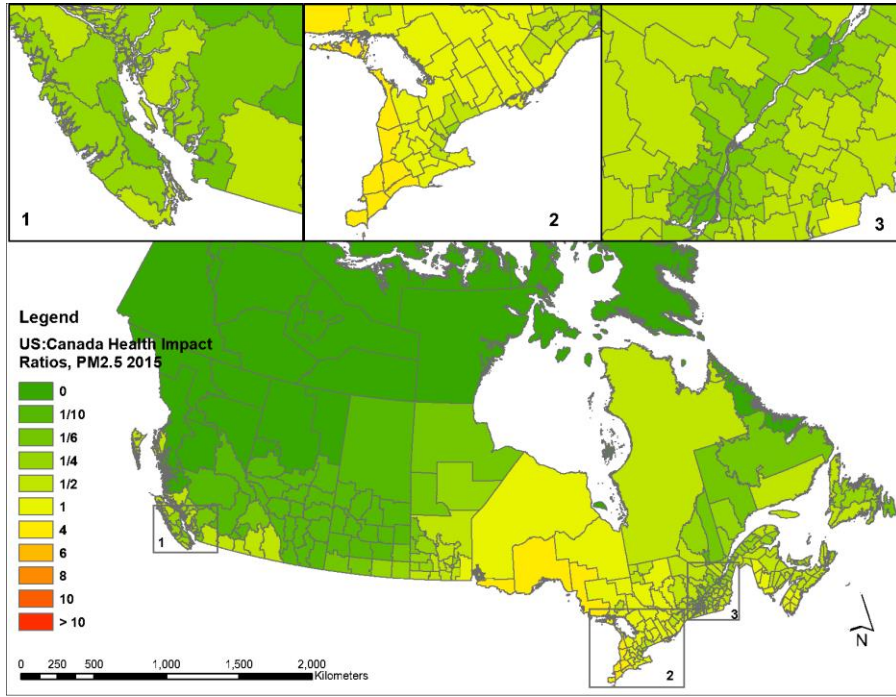 1
2
3
Legend
US:Canada Health Impact
Ratios, PM2.5 2015
0
1/10
1/6
1/4
1/2
1
4
6
8
10
> 10
1
2
3
N
0 250 500 1,000 1,500 2,000
Kilometers